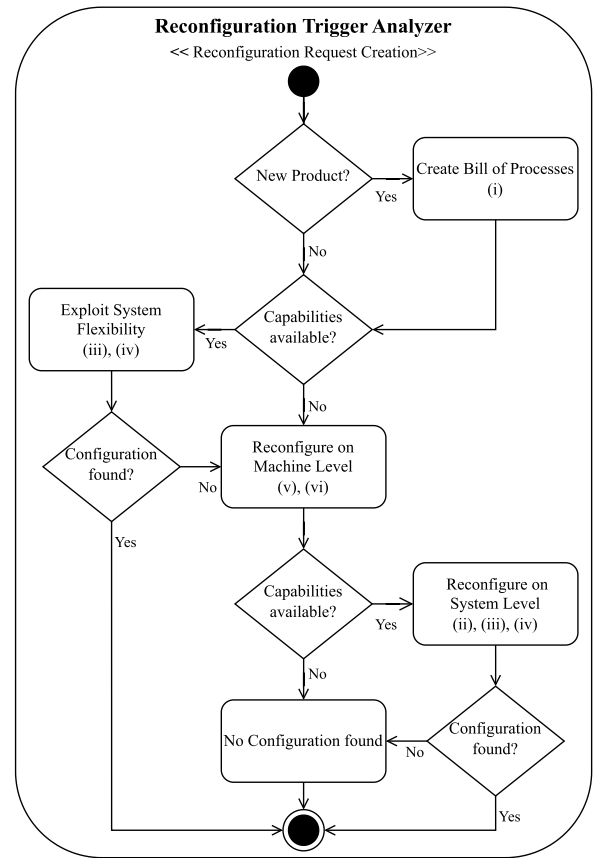 Reconfiguration Trigger Analyzer
<< Reconfiguration Request Creation>>
New Product?
Yes
Create Bill of Processes
(i)
No
Exploit System
Flexibility
(iii), (iv)
Yes
Capabilities
available?
No
Configuration
found?
No
Reconfigure on
Machine Level
(v), (vi)
Yes
Capabilities
available?
Yes
Reconfigure on
System Level
(ii), (iii), (iv)
No
No Configuration found
No
Configuration
found?
Yes